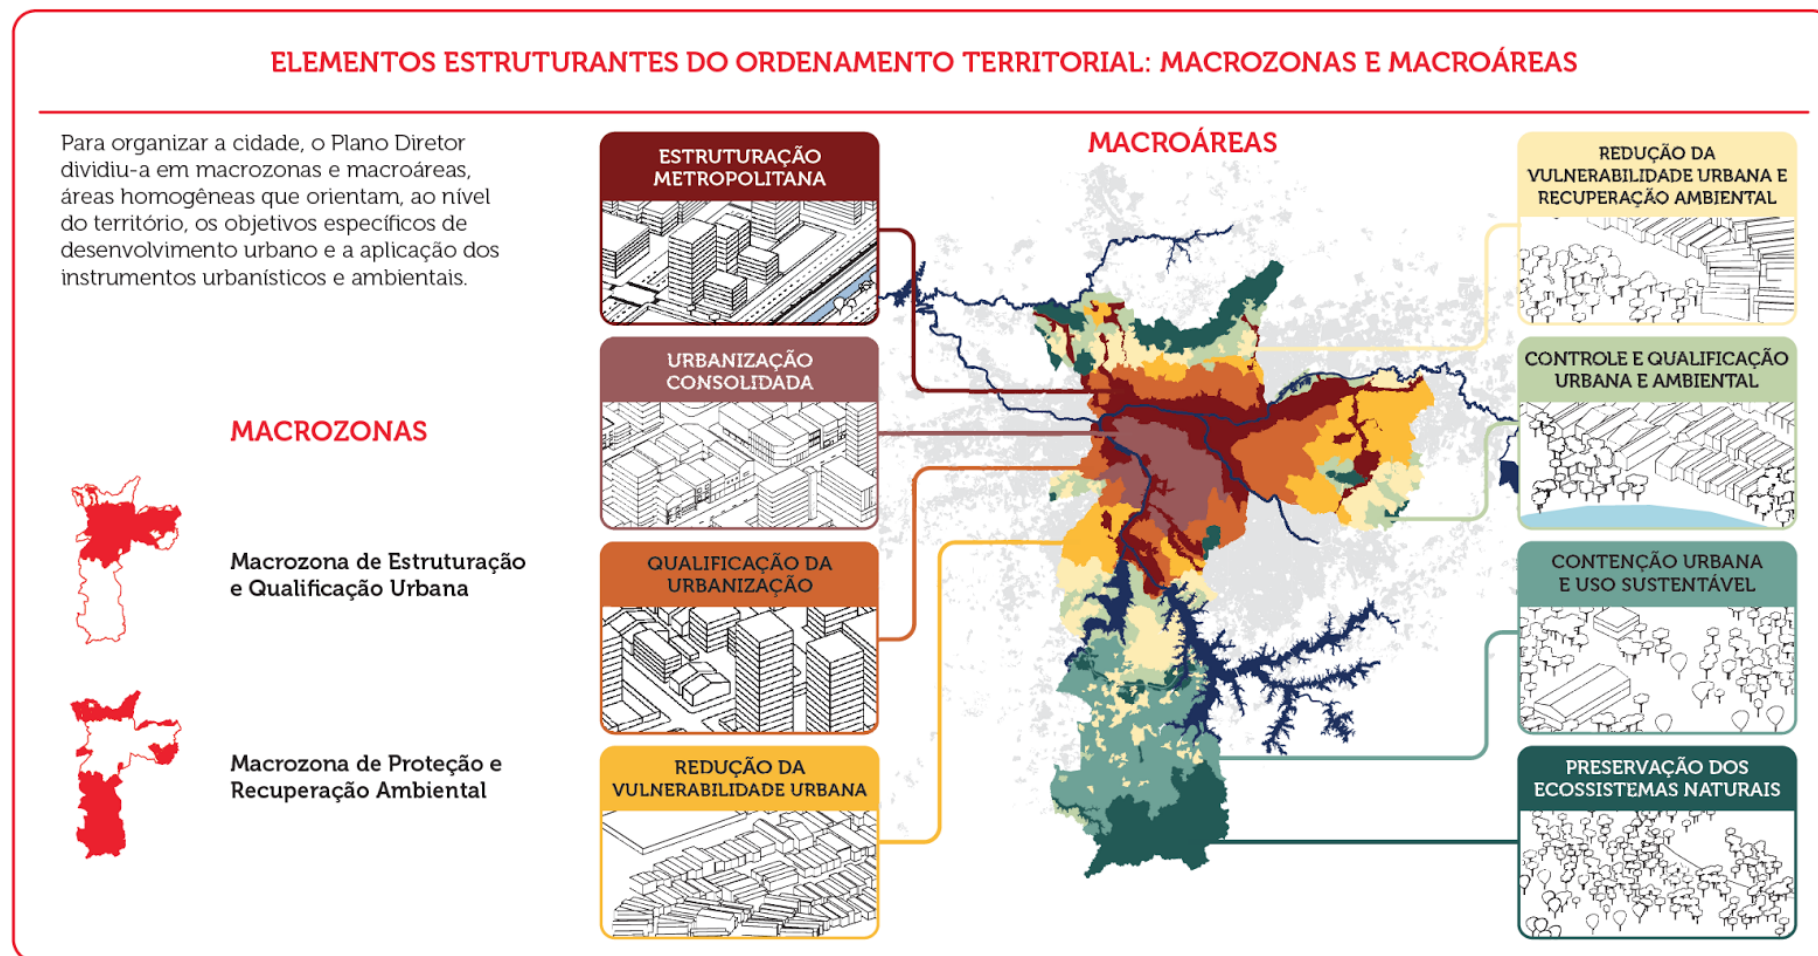 ELEMENTOS ESTRUTURANTES DO ORDENAMENTO TERRITORIAL: MACROZONAS E MACROÁREAS
Para organizar a cidade, o Plano Diretor
dividiu-a em macrozonas e macroáreas,
áreas homogêneas que orientam, ao nível
do território, os objetivos específicos de
desenvolvimento urbano e a aplicação dos
instrumentos urbanísticos e ambientais.
MACROZONAS
Macrozona de Estruturação
e Qualificação Urbana
Macrozona de Proteção e
Recuperação Ambiental
MACROÁREAS
ESTRUTURAÇÃO
METROPOLITANA
URBANIZAÇÃO
CONSOLIDADA
QUALIFICAÇÃO DA
URBANIZAÇÃO
REDUÇÃO DA
VULNERABILIDADE URBANA
REDUÇÃO DA
VULNERABILIDADE URBANA E
RECUPERAÇÃO AMBIENTAL
CONTROLE E QUALIFICAÇÃO
URBANA E AMBIENTAL
CONTENÇÃO URBANA
E USO SUSTENTÁVEL
PRESERVAÇÃO DOS
ECOSSISTEMAS NATURAIS